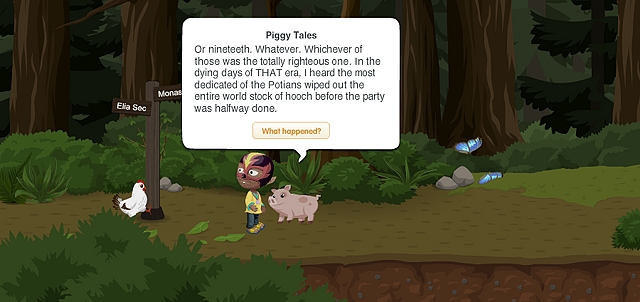 Piggy Tales
Or nineteeth. Whatever. Whichever of
those was the totally righteous one. In the
dying days of THAT era, I heard the most
dedicated of the Potians wiped out the
entire world stock of hooch before the party
was halfway done.
What happened?
Monas
Elia Sec